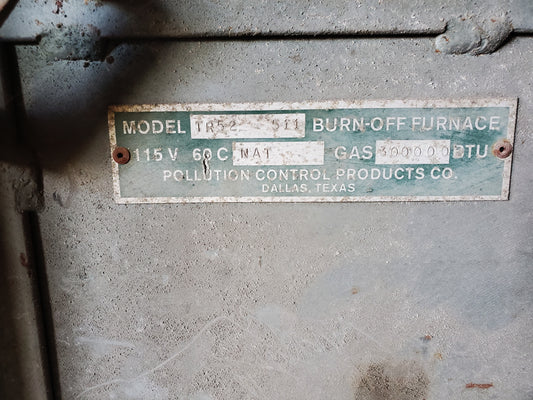 MODEL TR52 511 BURN-OFF FURNACE
115 V 60 C NAT GAS 300000 BTU
POLLUTION CONTROL PRODUCTS CO.
DALLAS, TEXAS